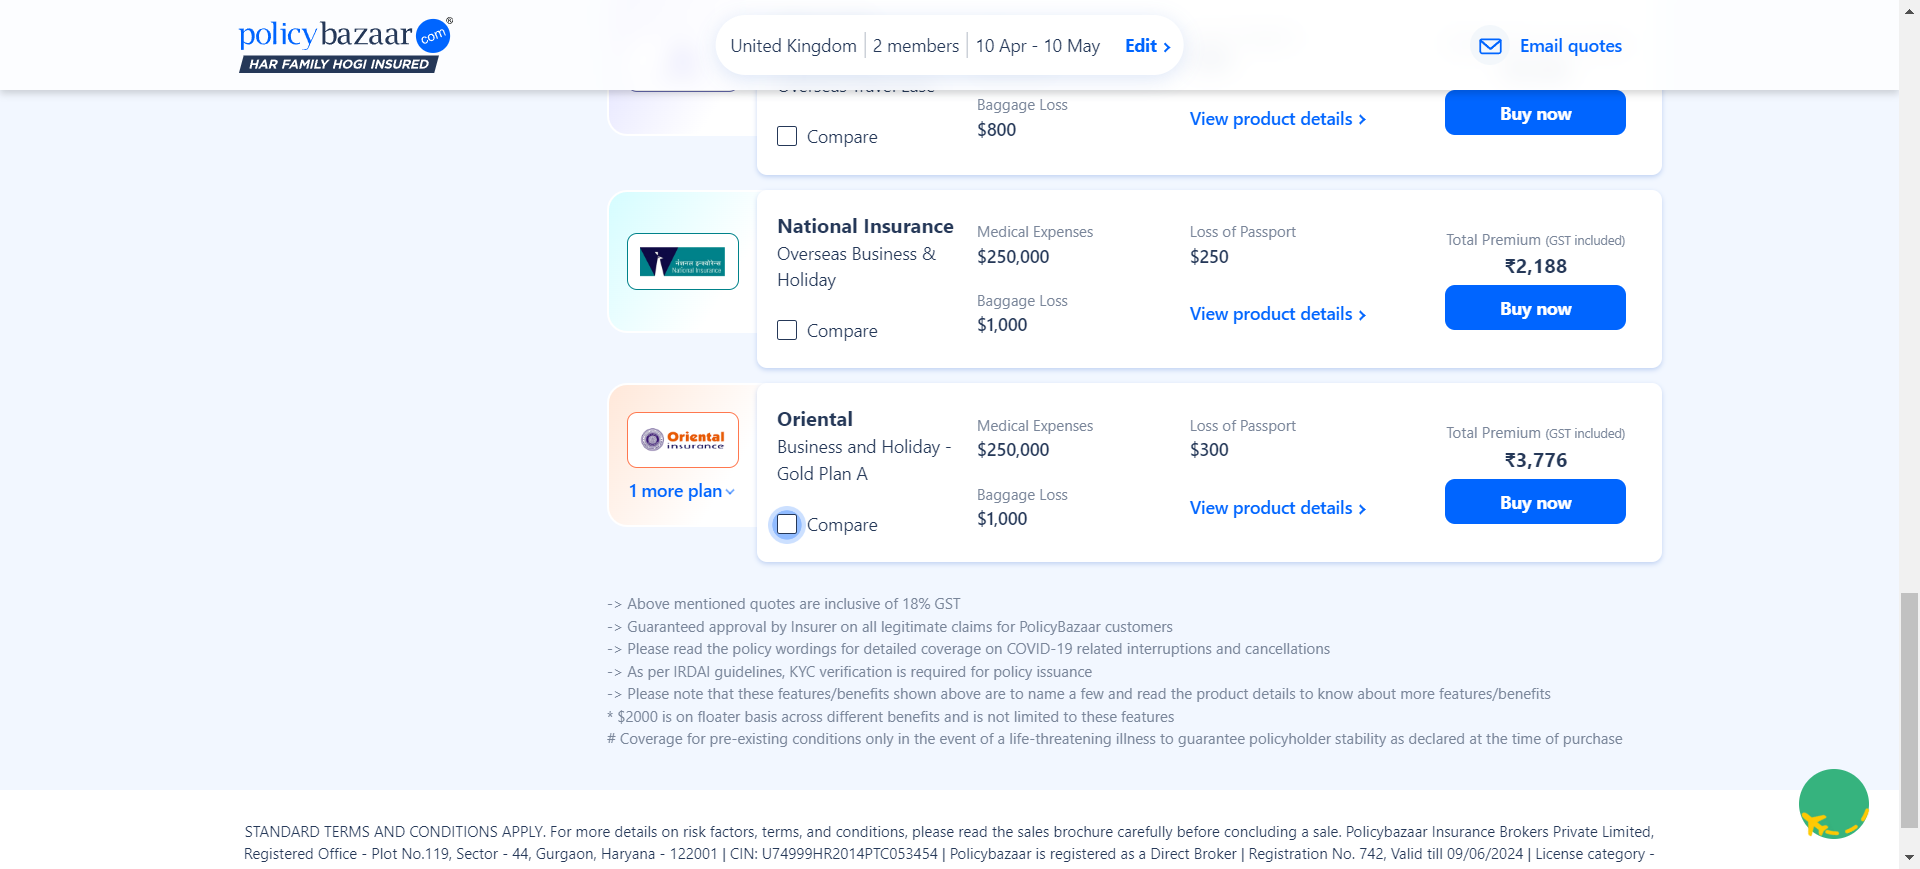 policybazaar com ®
HAR FAMILY HOGI INSURED
United Kingdom | 2 members | 10 Apr - 10 May Edit
Email quotes
Overseas Travel Ease
Compare
Baggage Loss
$800
View product details
Buy now
नेशनल इन्श्योरेन्स
National Insurance
National Insurance
Overseas Business &
Holiday
Compare
Medical Expenses
$250,000
Baggage Loss
$1,000
Loss of Passport
$250
View product details
Total Premium (GST included)
₹2,188
Buy now
Oriental
insurance
1 more plan
Oriental
Business and Holiday -
Gold Plan A
Compare
Medical Expenses
$250,000
Baggage Loss
$1,000
Loss of Passport
$300
View product details
Total Premium (GST included)
₹3,776
Buy now
-> Above mentioned quotes are inclusive of 18% GST
-> Guaranteed approval by Insurer on all legitimate claims for PolicyBazaar customers
-> Please read the policy wordings for detailed coverage on COVID-19 related interruptions and cancellations
-> As per IRDAI guidelines, KYC verification is required for policy issuance
-> Please note that these features/benefits shown above are to name a few and read the product details to know about more features/benefits
* $2000 is on floater basis across different benefits and is not limited to these features
# Coverage for pre-existing conditions only in the event of a life-threatening illness to guarantee policyholder stability as declared at the time of purchase
STANDARD TERMS AND CONDITIONS APPLY. For more details on risk factors, terms, and conditions, please read the sales brochure carefully before concluding a sale. Policybazaar Insurance Brokers Private Limited,
Registered Office - Plot No.119, Sector - 44, Gurgaon, Haryana - 122001 | CIN: U74999HR2014PTC053454 | Policybazaar is registered as a Direct Broker | Registration No. 742, Valid till 09/06/2024 | License category -